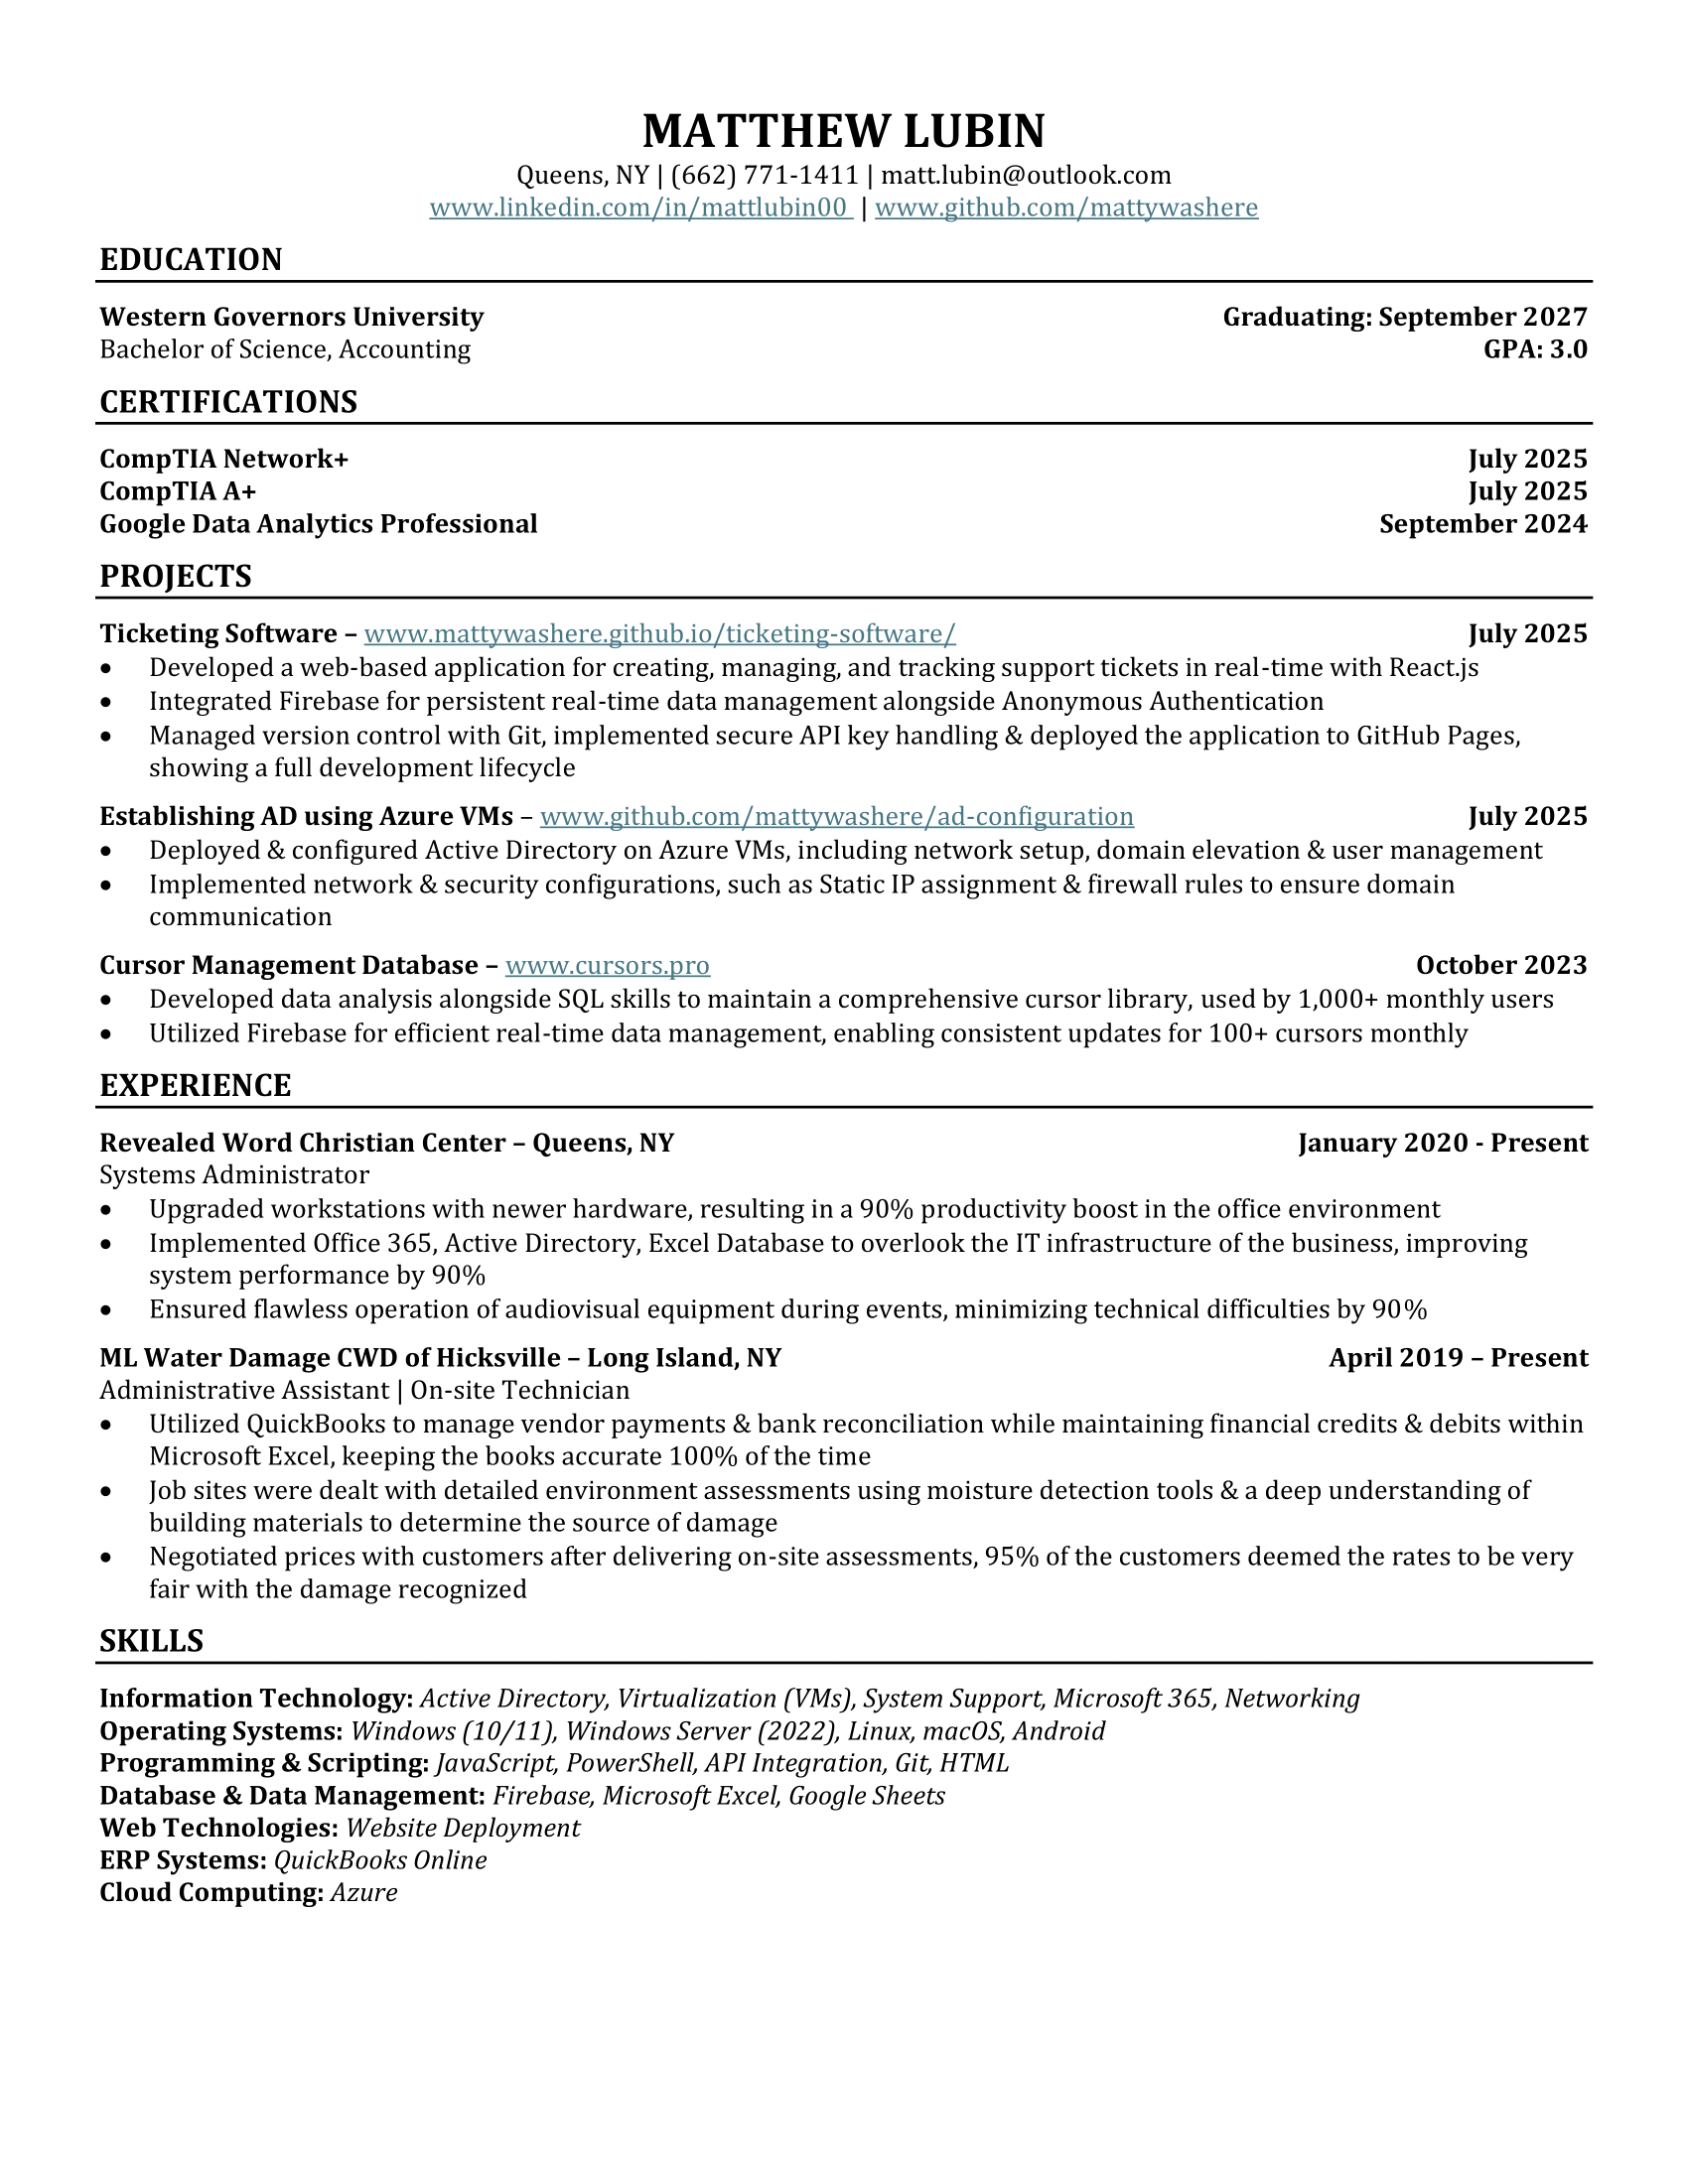 MATTHEW LUBIN
Queens, NY | (662) 771-1411 | matt.lubin@outlook.com
www.linkedin.com/in/mattlubin00 | www.github.com/mattywashere
EDUCATION
Western Governors University Graduating: September 2027
Bachelor of Science, Accounting GPA: 3.0
CERTIFICATIONS
CompTIA Network+ July 2025
CompTIA A+ July 2025
Google Data Analytics Professional September 2024
PROJECTS
Ticketing Software – www.mattywashere.github.io/ticketing-software/ July 2025
• Developed a web-based application for creating, managing, and tracking support tickets in real-time with React.js
• Integrated Firebase for persistent real-time data management alongside Anonymous Authentication
• Managed version control with Git, implemented secure API key handling & deployed the application to GitHub Pages,
showing a full development lifecycle
Establishing AD using Azure VMs – www.github.com/mattywashere/ad-configuration July 2025
• Deployed & configured Active Directory on Azure VMs, including network setup, domain elevation & user management
• Implemented network & security configurations, such as Static IP assignment & firewall rules to ensure domain
communication
Cursor Management Database – www.cursors.pro October 2023
• Developed data analysis alongside SQL skills to maintain a comprehensive cursor library, used by 1,000+ monthly users
• Utilized Firebase for efficient real-time data management, enabling consistent updates for 100+ cursors monthly
EXPERIENCE
Revealed Word Christian Center – Queens, NY January 2020 - Present
Systems Administrator
• Upgraded workstations with newer hardware, resulting in a 90% productivity boost in the office environment
• Implemented Office 365, Active Directory, Excel Database to overlook the IT infrastructure of the business, improving
system performance by 90%
• Ensured flawless operation of audiovisual equipment during events, minimizing technical difficulties by 90%
ML Water Damage CWD of Hicksville – Long Island, NY April 2019 – Present
Administrative Assistant | On-site Technician
• Utilized QuickBooks to manage vendor payments & bank reconciliation while maintaining financial credits & debits within
Microsoft Excel, keeping the books accurate 100% of the time
• Job sites were dealt with detailed environment assessments using moisture detection tools & a deep understanding of
building materials to determine the source of damage
• Negotiated prices with customers after delivering on-site assessments, 95% of the customers deemed the rates to be very
fair with the damage recognized
SKILLS
Information Technology: Active Directory, Virtualization (VMs), System Support, Microsoft 365, Networking
Operating Systems: Windows (10/11), Windows Server (2022), Linux, macOS, Android
Programming & Scripting: JavaScript, PowerShell, API Integration, Git, HTML
Database & Data Management: Firebase, Microsoft Excel, Google Sheets
Web Technologies: Website Deployment
ERP Systems: QuickBooks Online
Cloud Computing: Azure